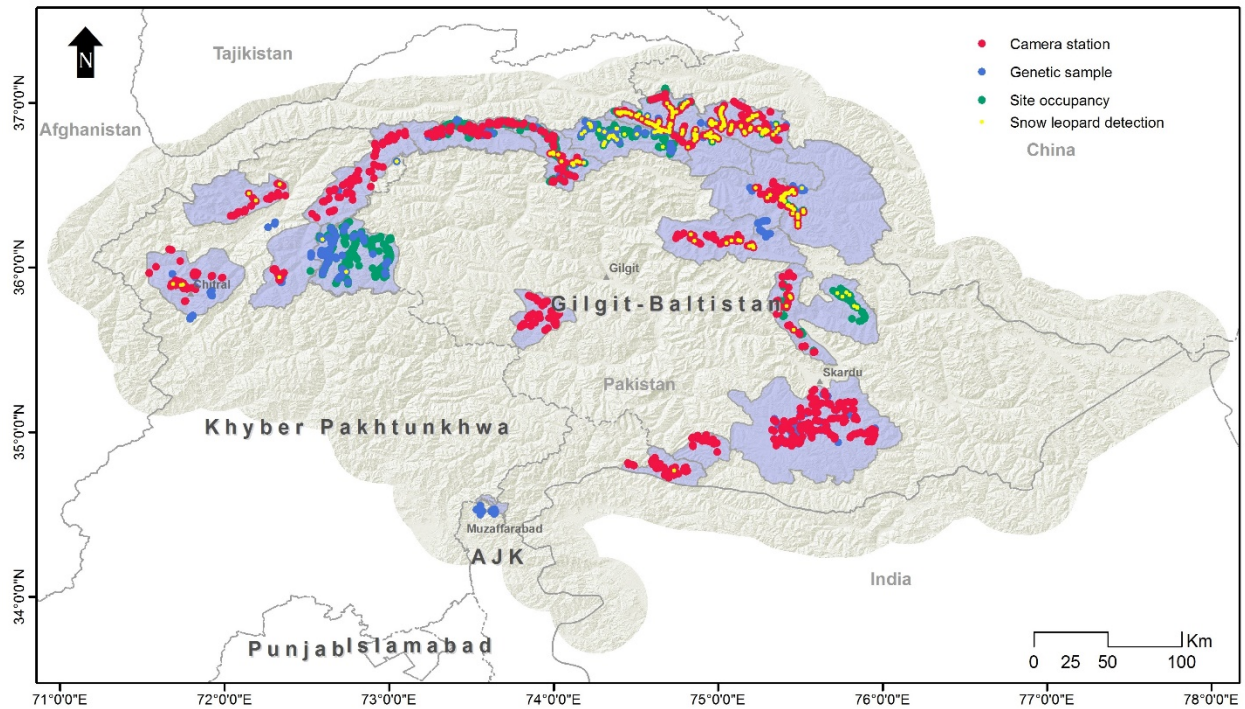 N
Tajikistan
Afghanistan
China
Camera station
Genetic sample
Site occupancy
Snow leopard detection
Chitral
Gilgit
Gilgit-Baltistan
Pakistan
Skardu
Khyber Pakhtunkhwa
Muzaffarabad
AJK
India
Punjab
Islamabad
Km
0 25 50 100
37°0'0"N
36°0'0"N
35°0'0"N
34°0'0"N
71°0'0"E 72°0'0"E 73°0'0"E 74°0'0"E 75°0'0"E 76°0'0"E 77°0'0"E 78°0'0"E